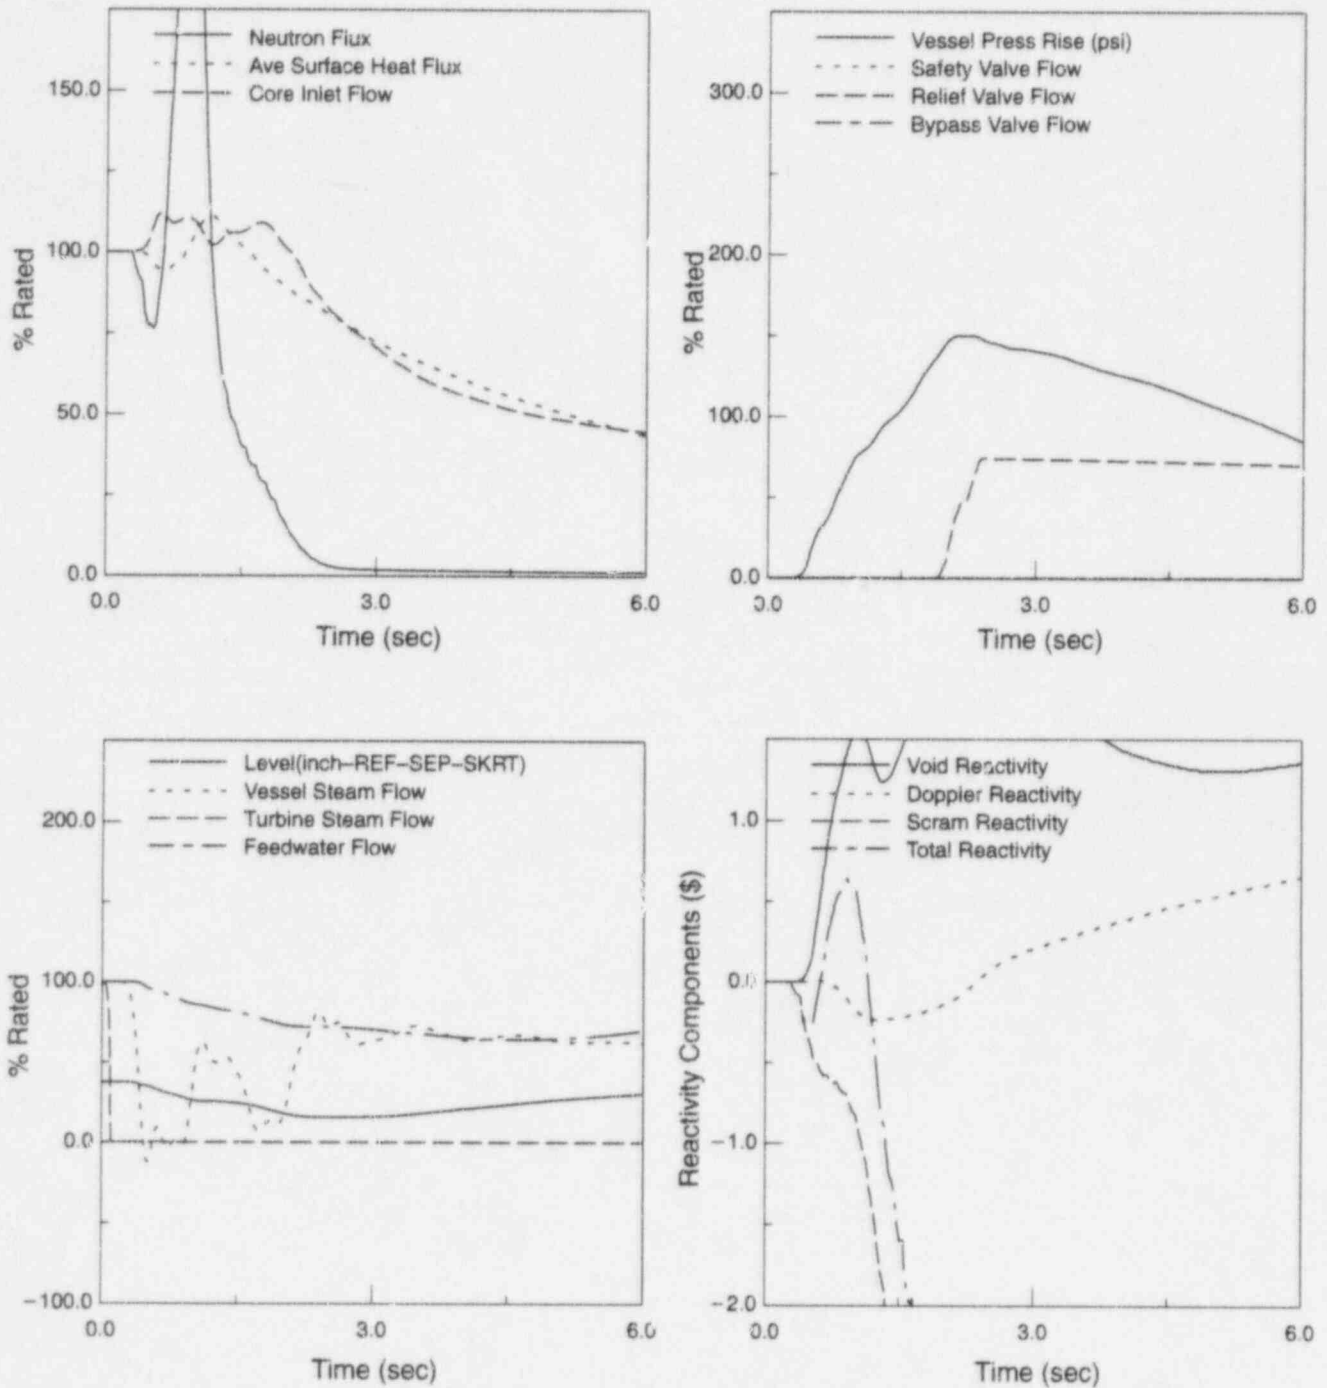 Neutron Flux
Ave Surface Heat Flux
Core Inlet Flow
150.0
100.0
50.0
0.0
% Rated
0.0 3.0 6.0
Time (sec)
Vessel Press Rise (psi)
Safety Valve Flow
Relief Valve Flow
Bypass Valve Flow
300.0
200.0
100.0
0.0
% Rated
0.0 3.0 6.0
Time (sec)
Level(inch-REF-SEP-SKRT)
Vessel Steam Flow
Turbine Steam Flow
Feedwater Flow
200.0
100.0
0.0
-100.0
% Rated
0.0 3.0 6.0
Time (sec)
Void Reactivity
Doppler Reactivity
Scram Reactivity
Total Reactivity
1.0
0.0
-1.0
-2.0
Reactivity Components ($)
0.0 3.0 6.0
Time (sec)